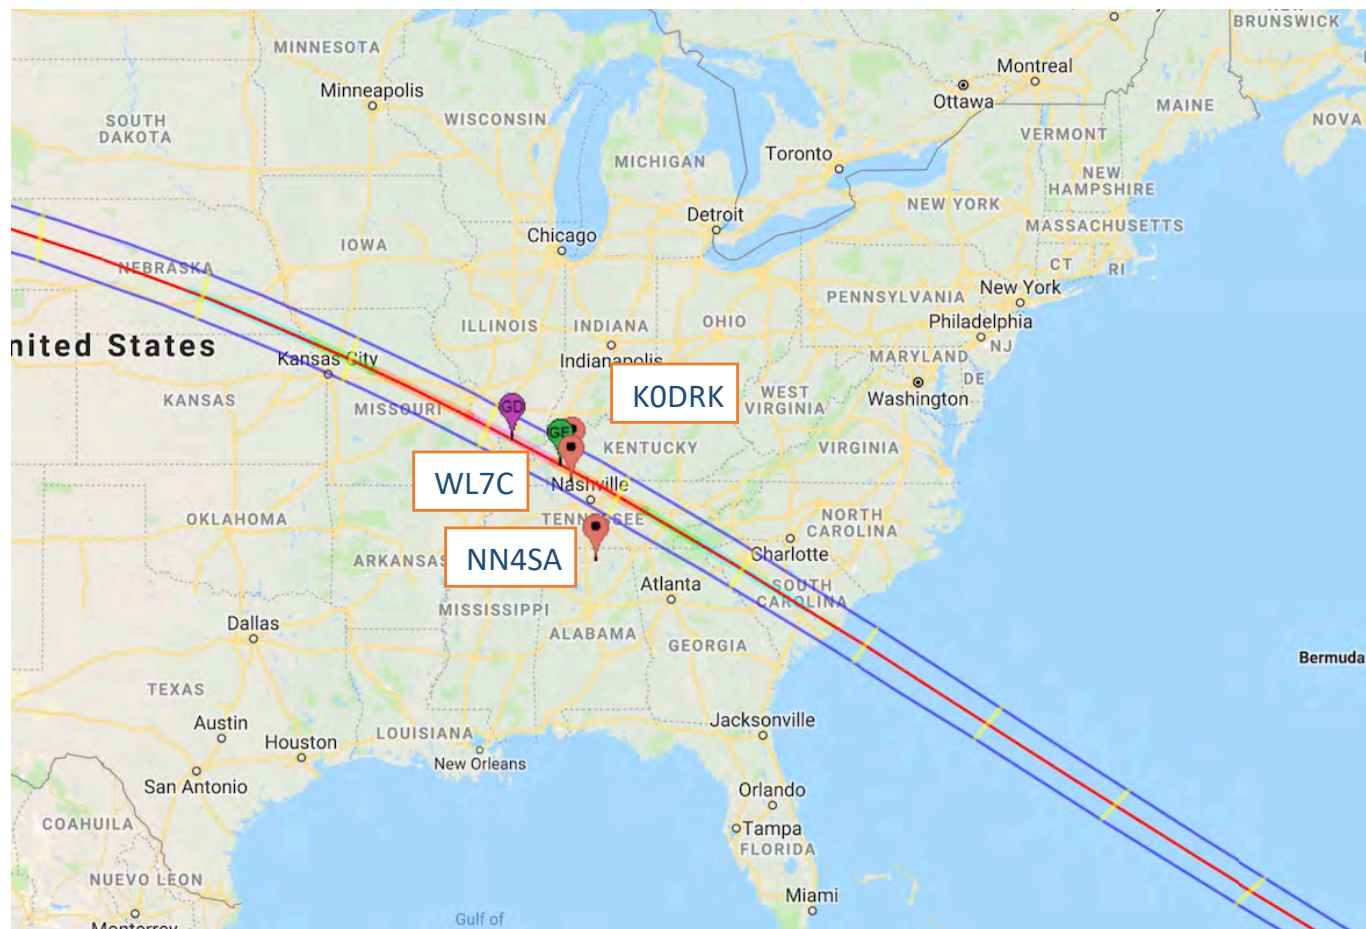 NEW
BRUNSWICK
MINNESOTA
Montreal
Minneapolis
Ottawa
MAINE
SOUTH
DAKOTA
WISCONSIN
NOVA
VERMONT
MICHIGAN
Toronto
NEW
HAMPSHIRE
NEW YORK
Detroit
MASSACHUSETTS
Chicago
IOWA
CT
RI
NEBRASKA
PENNSYLVANIA
New York
ILLINOIS
INDIANA
OHIO
Philadelphia
nited States
NJ
Kansas City
Indianapolis
MARYLAND
DE
KANSAS
MISSOURI
GD
K0DRK
WEST
VIRGINIA
Washington
GE
KENTUCKY
VIRGINIA
WL7C
Nashville
OKLAHOMA
TENNESSEE
NORTH
CAROLINA
ARKANSAS
NN4SA
Charlotte
Atlanta
SOUTH
CAROLINA
MISSISSIPPI
Dallas
ALABAMA
GEORGIA
Bermuda
TEXAS
Austin
Jacksonville
Houston
LOUISIANA
New Orleans
San Antonio
Orlando
COAHUILA
Tampa
FLORIDA
NUEVO LEON
Miami
Gulf of
Monterrey